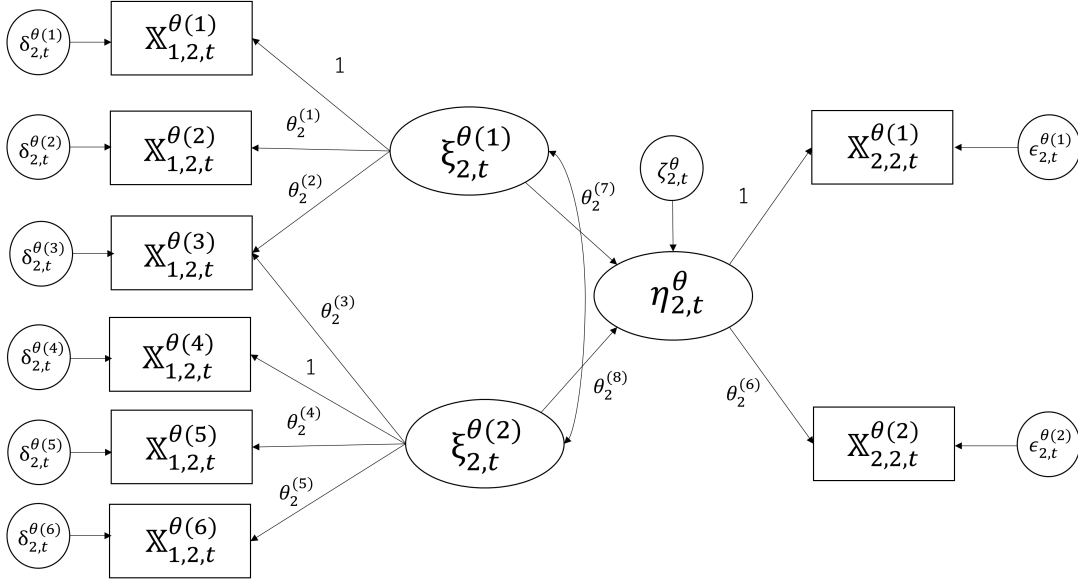 δ_{2,t}^{θ(1)}
𝕏_{1,2,t}^{θ(1)}
1
δ_{2,t}^{θ(2)}
𝕏_{1,2,t}^{θ(2)}
θ_2^{(1)}
θ_2^{(2)}
δ_{2,t}^{θ(3)}
𝕏_{1,2,t}^{θ(3)}
θ_2^{(3)}
δ_{2,t}^{θ(4)}
𝕏_{1,2,t}^{θ(4)}
1
δ_{2,t}^{θ(5)}
𝕏_{1,2,t}^{θ(5)}
θ_2^{(4)}
θ_2^{(5)}
δ_{2,t}^{θ(6)}
𝕏_{1,2,t}^{θ(6)}
ξ_{2,t}^{θ(1)}
ξ_{2,t}^{θ(2)}
θ_2^{(7)}
θ_2^{(8)}
ζ_{2,t}^{θ}
η_{2,t}^{θ}
1
θ_2^{(6)}
𝕏_{2,2,t}^{θ(1)}
ϵ_{2,t}^{θ(1)}
𝕏_{2,2,t}^{θ(2)}
ϵ_{2,t}^{θ(2)}